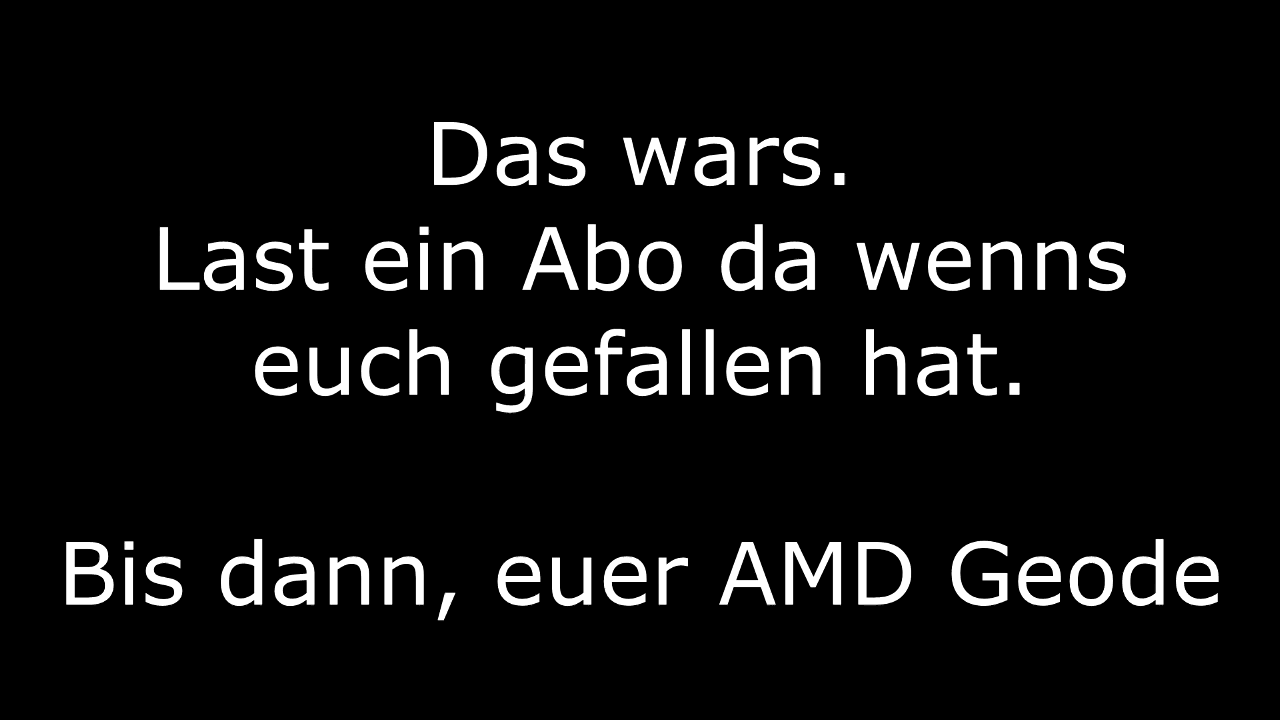 Das wars.
Last ein Abo da wenns
euch gefallen hat.
Bis dann, euer AMD Geode